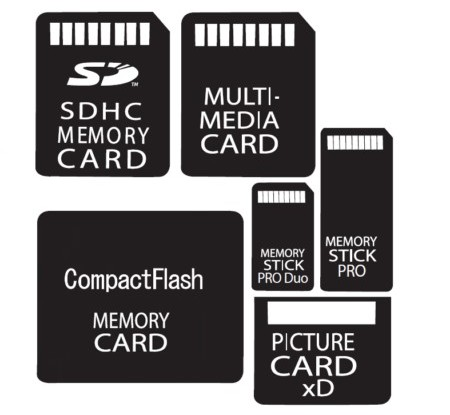 SD™
SDHC
MEMORY
CARD
MULTI-
MEDIA
CARD
MEMORY
STICK
PRO Duo
MEMORY
STICK
PRO
CompactFlash
MEMORY
CARD
PICTURE
CARD
xD